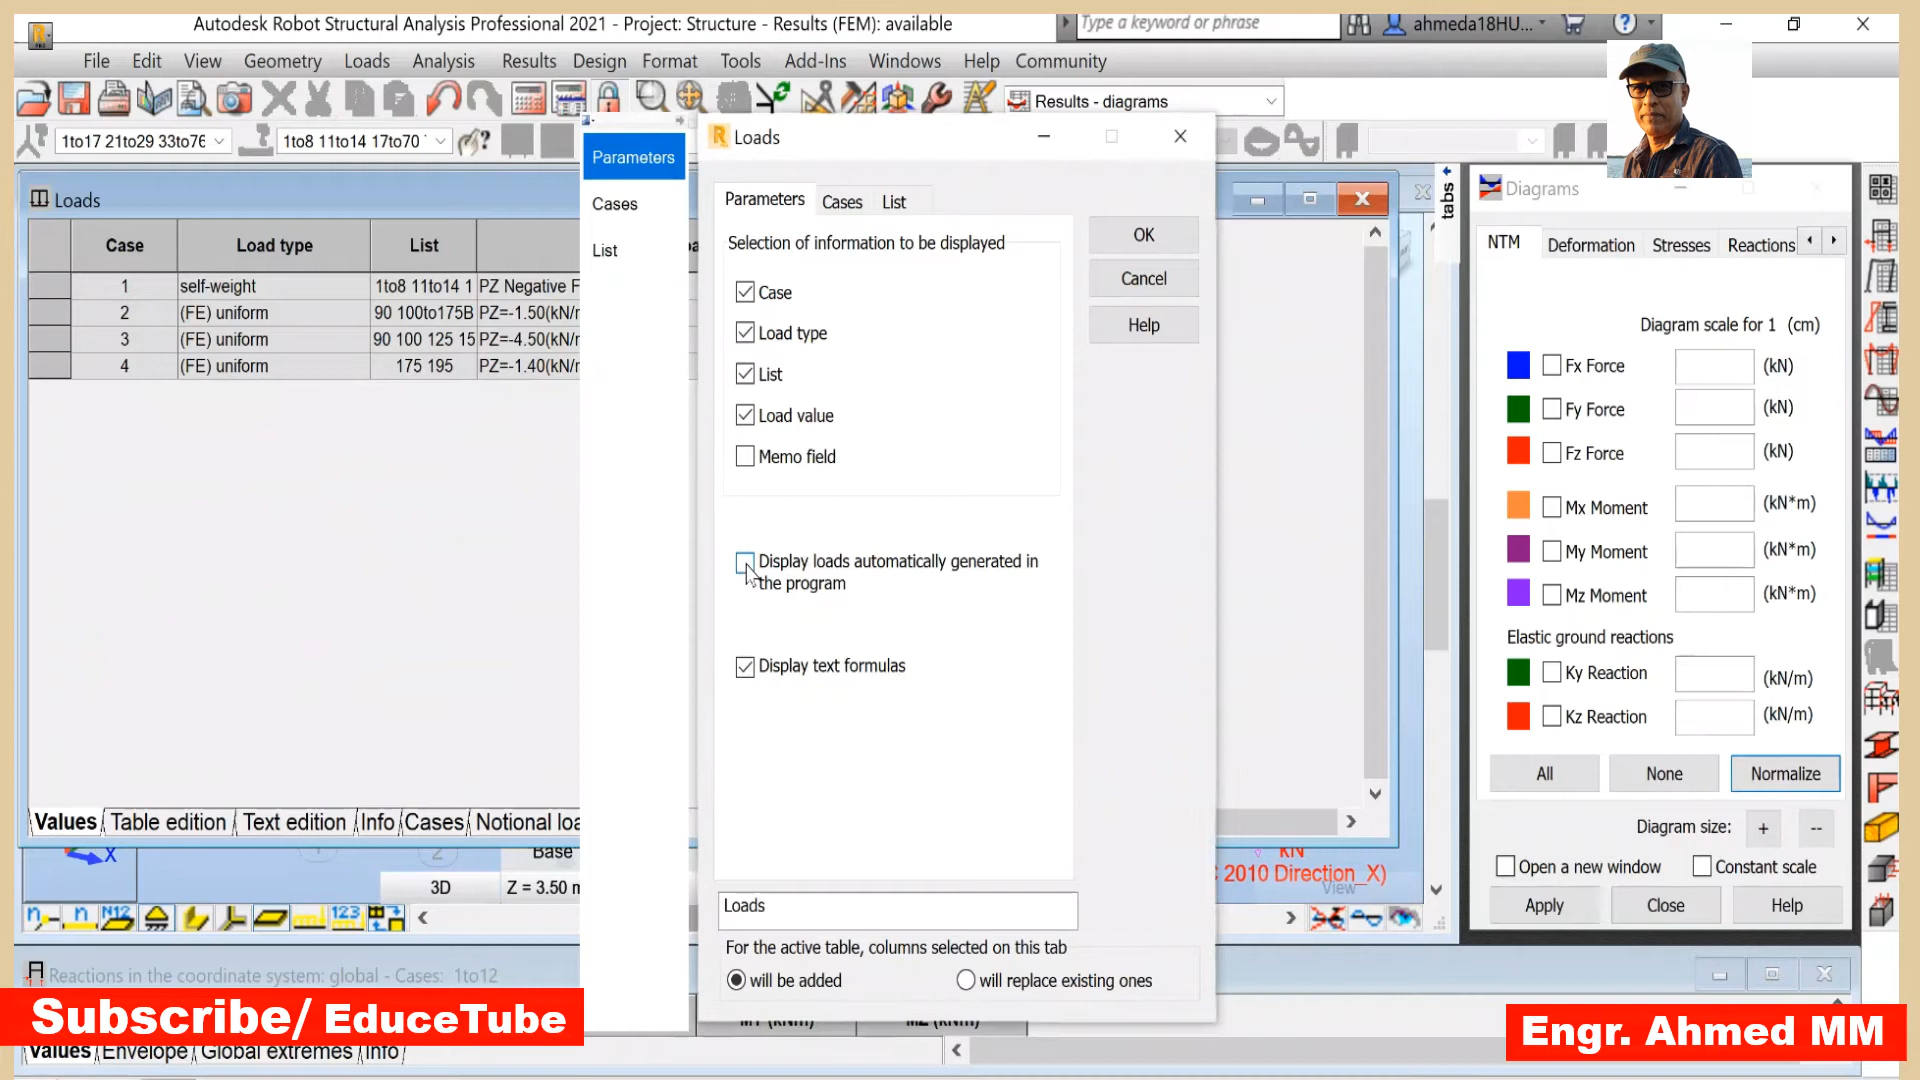 Autodesk Robot Structural Analysis Professional 2021 - Project: Structure - Results (FEM): available
Type a keyword or phrase
ahmeda18HU...
File Edit View Geometry Loads Analysis Results Design Format Tools Add-Ins Windows Help Community
Results - diagrams
1to17 21to29 33to76
1to8 11to14 17to70
Loads
Case Load type List
1 self-weight 1to8 11to14 1 PZ Negative F
2 (FE) uniform 90 100to175B PZ=-1.50(kN/r
3 (FE) uniform 90 100 125 15 PZ=-4.50(kN/r
4 (FE) uniform 175 195 PZ=-1.40(kN/r
Values Table edition Text edition Info Cases Notional loa
Parameters
Cases
List
Loads
Parameters Cases List
Selection of information to be displayed
Case
Load type
List
Load value
Memo field
Display loads automatically generated in
the program
Display text formulas
OK
Cancel
Help
Loads
For the active table, columns selected on this tab
will be added will replace existing ones
tabs
Diagrams
NTM Deformation Stresses Reactions
Diagram scale for 1 (cm)
Fx Force (kN)
Fy Force (kN)
Fz Force (kN)
Mx Moment (kN*m)
My Moment (kN*m)
Mz Moment (kN*m)
Elastic ground reactions
Ky Reaction (kN/m)
Kz Reaction (kN/m)
All None Normalize
Diagram size: + --
Open a new window Constant scale
Apply Close Help
X
1 2 Base
3D Z = 3.50 m
kN
2010 Direction_X)
View
Reactions in the coordinate system: global - Cases: 1to12
MY (kNm) MZ (kNm)
Values Envelope Global extremes Info
Subscribe/ EduceTube
Engr. Ahmed MM